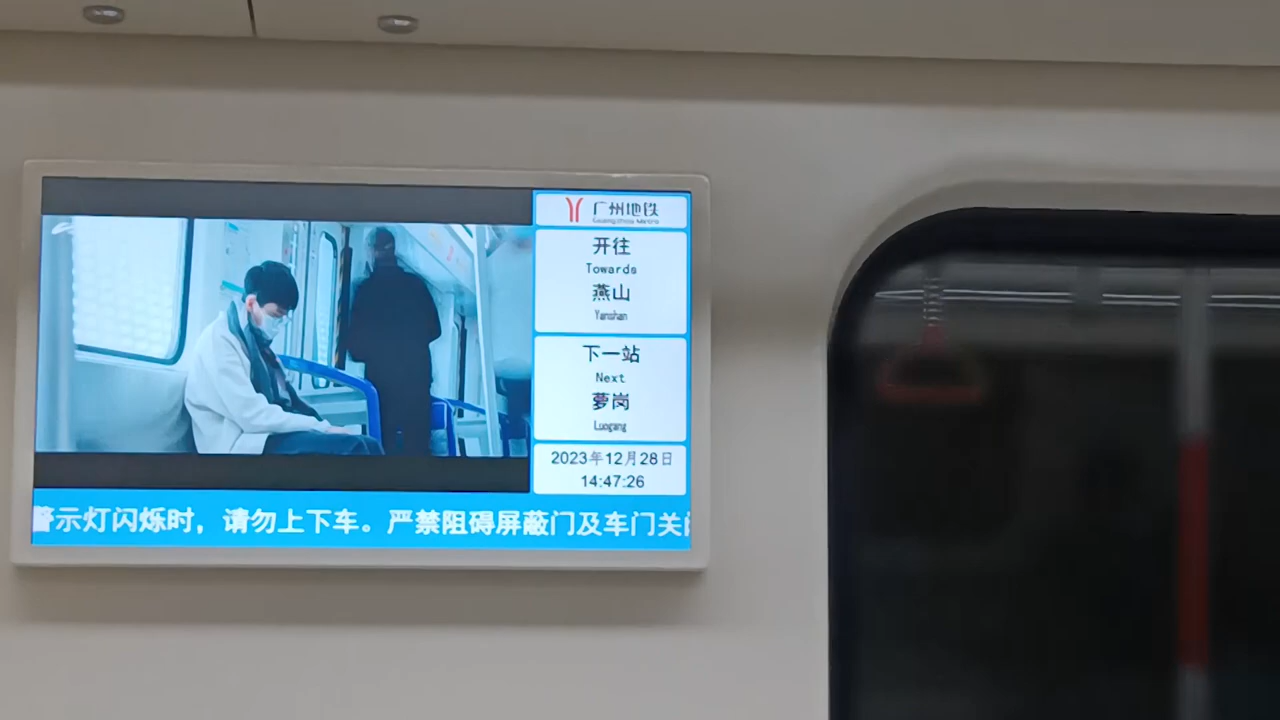 广州地铁
Guangzhou Metro
开往
Towards
燕山
Yanshan
下一站
Next
萝岗
Luogang
2023年12月28日
14:47:26
警示灯闪烁时，请勿上下车。严禁阻碍屏蔽门及车门关